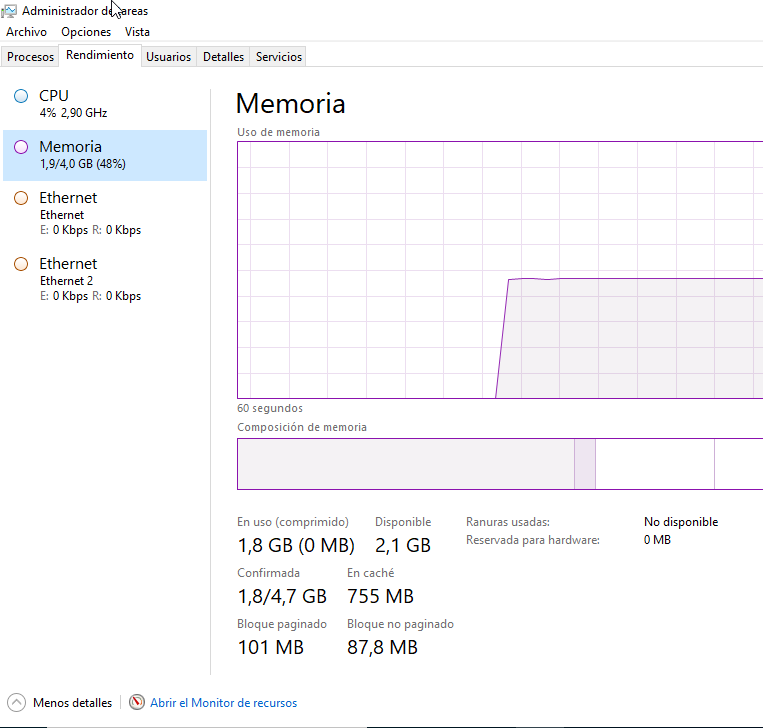 Administrador de tareas
Archivo Opciones Vista
Procesos Rendimiento Usuarios Detalles Servicios
CPU
4% 2,90 GHz
Memoria
1,9/4,0 GB (48%)
Ethernet
Ethernet
E: 0 Kbps R: 0 Kbps
Ethernet
Ethernet 2
E: 0 Kbps R: 0 Kbps
Memoria
Uso de memoria
60 segundos
Composición de memoria
En uso (comprimido) Disponible
1,8 GB (0 MB) 2,1 GB
Confirmada En caché
1,8/4,7 GB 755 MB
Bloque paginado Bloque no paginado
101 MB 87,8 MB
Ranuras usadas: No disponible
Reservada para hardware: 0 MB
Menos detalles Abrir el Monitor de recursos